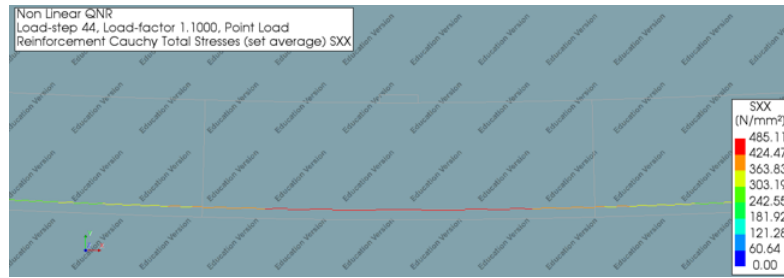 Non Linear QNR
Load-step 44, Load-factor 1.1000, Point Load
Reinforcement Cauchy Total Stresses (set average) SXX
SXX
[N/mm²]
485.11
424.47
363.83
303.19
242.55
181.92
121.28
60.64
0.00
Education Version